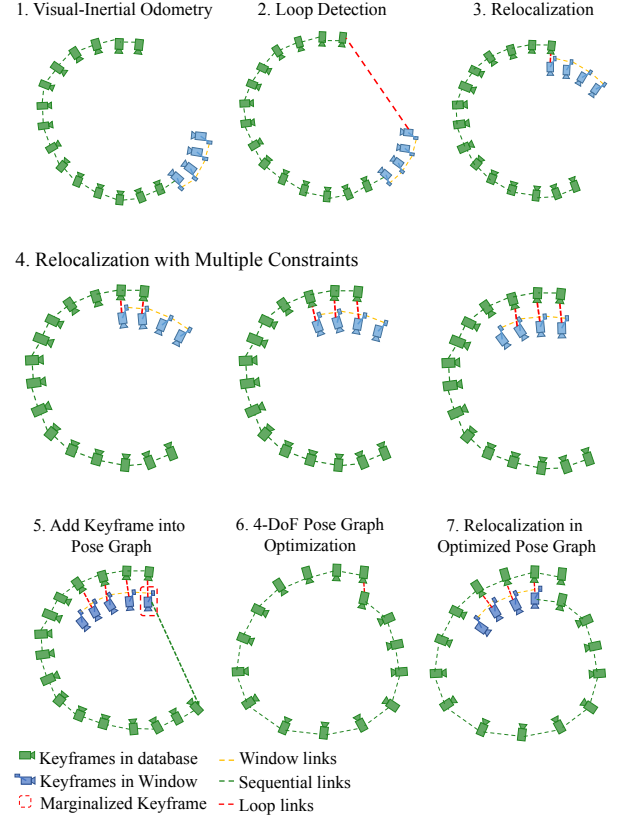 1. Visual-Inertial Odometry
2. Loop Detection
3. Relocalization
4. Relocalization with Multiple Constraints
5. Add Keyframe into
Pose Graph
6. 4-DoF Pose Graph
Optimization
7. Relocalization in
Optimized Pose Graph
Keyframes in database
Keyframes in Window
Marginalized Keyframe
Window links
Sequential links
Loop links